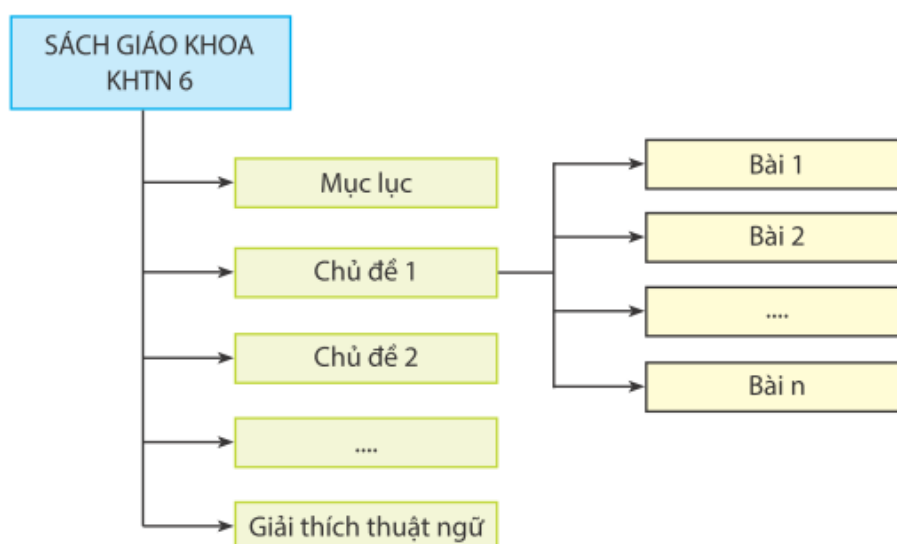 SÁCH GIÁO KHOA
KHTN 6
Mục lục
Chủ đề 1
Chủ đề 2
....
Giải thích thuật ngữ
Bài 1
Bài 2
....
Bài n